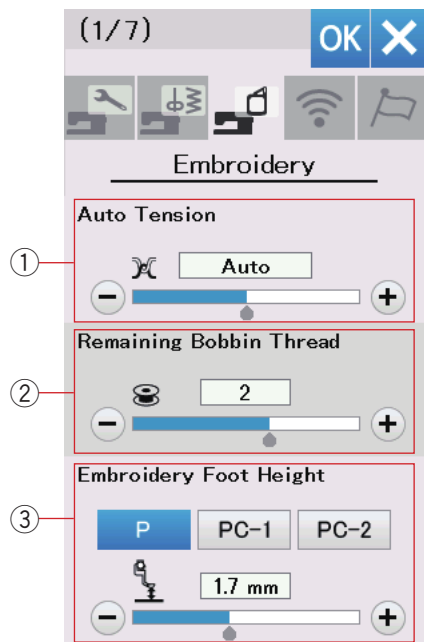 (1/7)
OK
Embroidery
① Auto Tension
Auto
② Remaining Bobbin Thread
2
③ Embroidery Foot Height
P PC-1 PC-2
1.7 mm